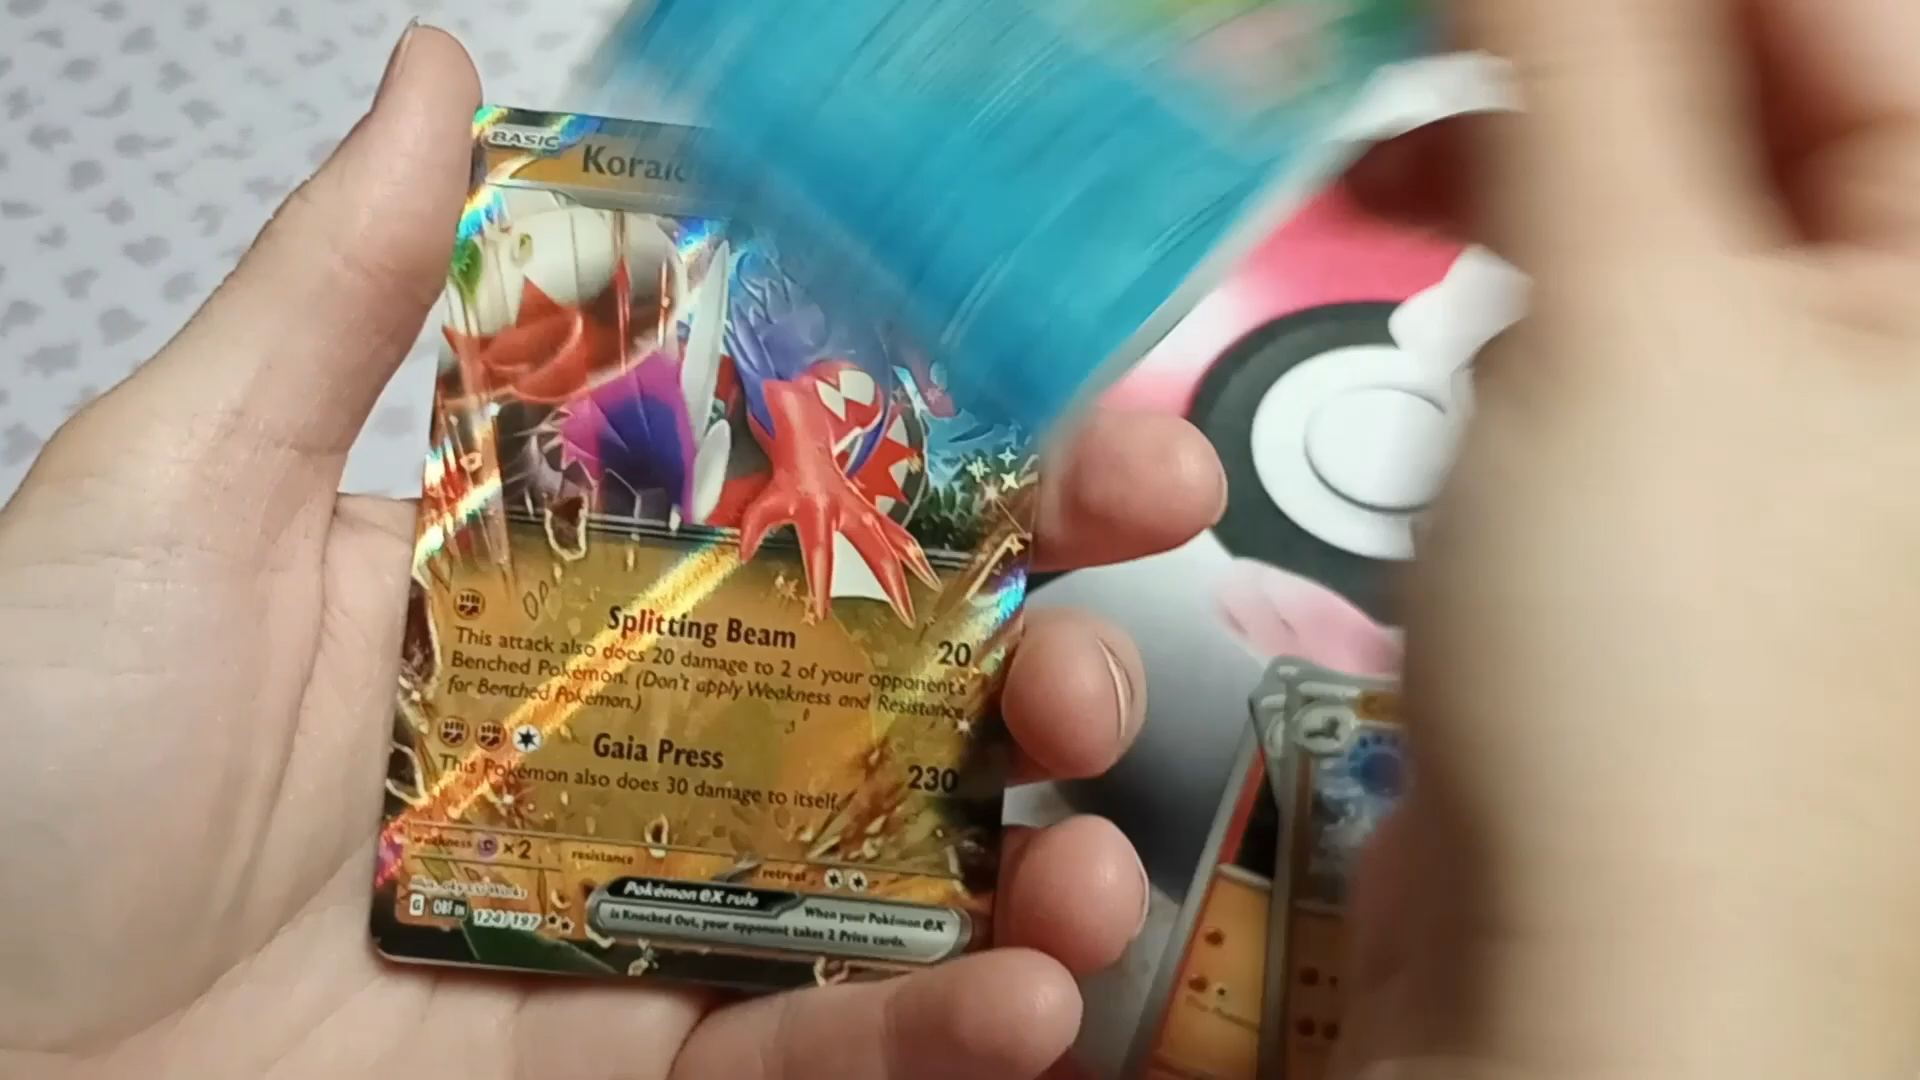 BASIC
Koraid
Splitting Beam 20
This attack also does 20 damage to 2 of your opponent's
Benched Pokémon. (Don't apply Weakness and Resistance
for Benched Pokémon.)
Gaia Press 230
This Pokémon also does 30 damage to itself.
weakness ×2 resistance retreat
G OBF EN 124/197
Pokémon ex rule When your Pokémon ex
is Knocked Out, your opponent takes 2 Prize cards.